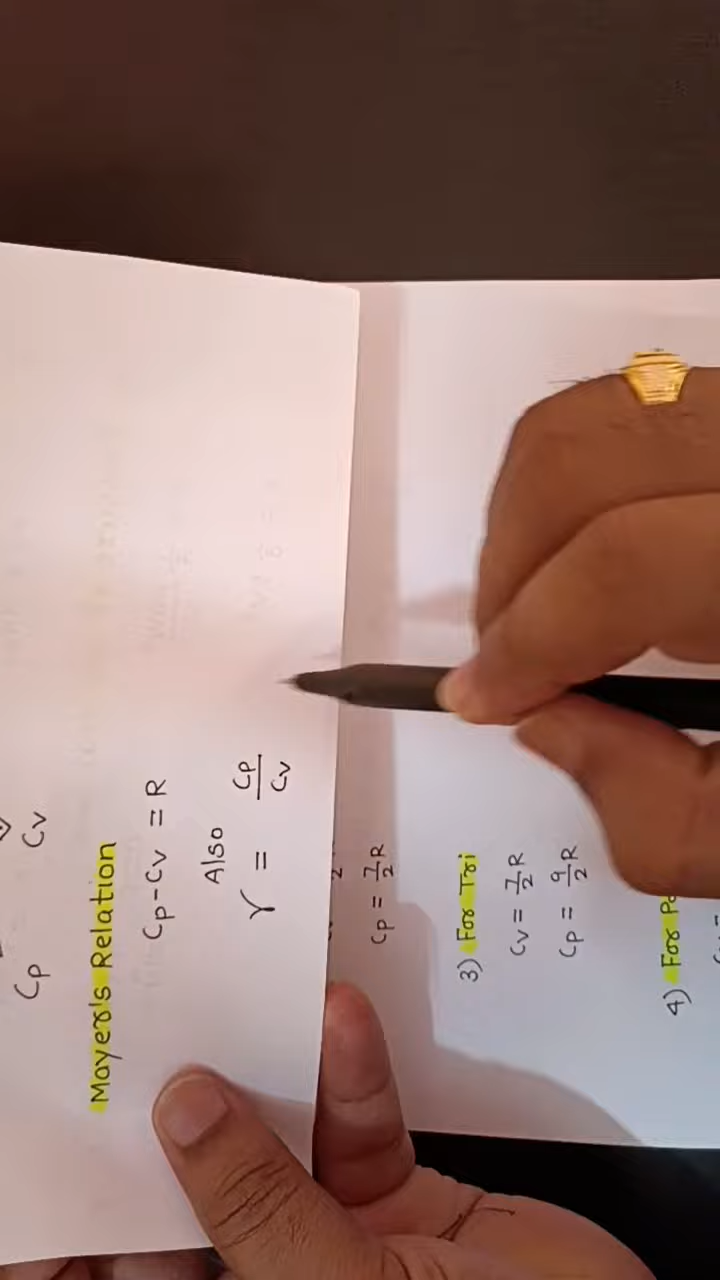 Cp Cv
Mayer's Relation
Cp - Cv = R
Also
γ = Cp/Cv
Cp = 7/2 R
3) For Tri
Cv = 7/2 R
Cp = 9/2 R
4) For